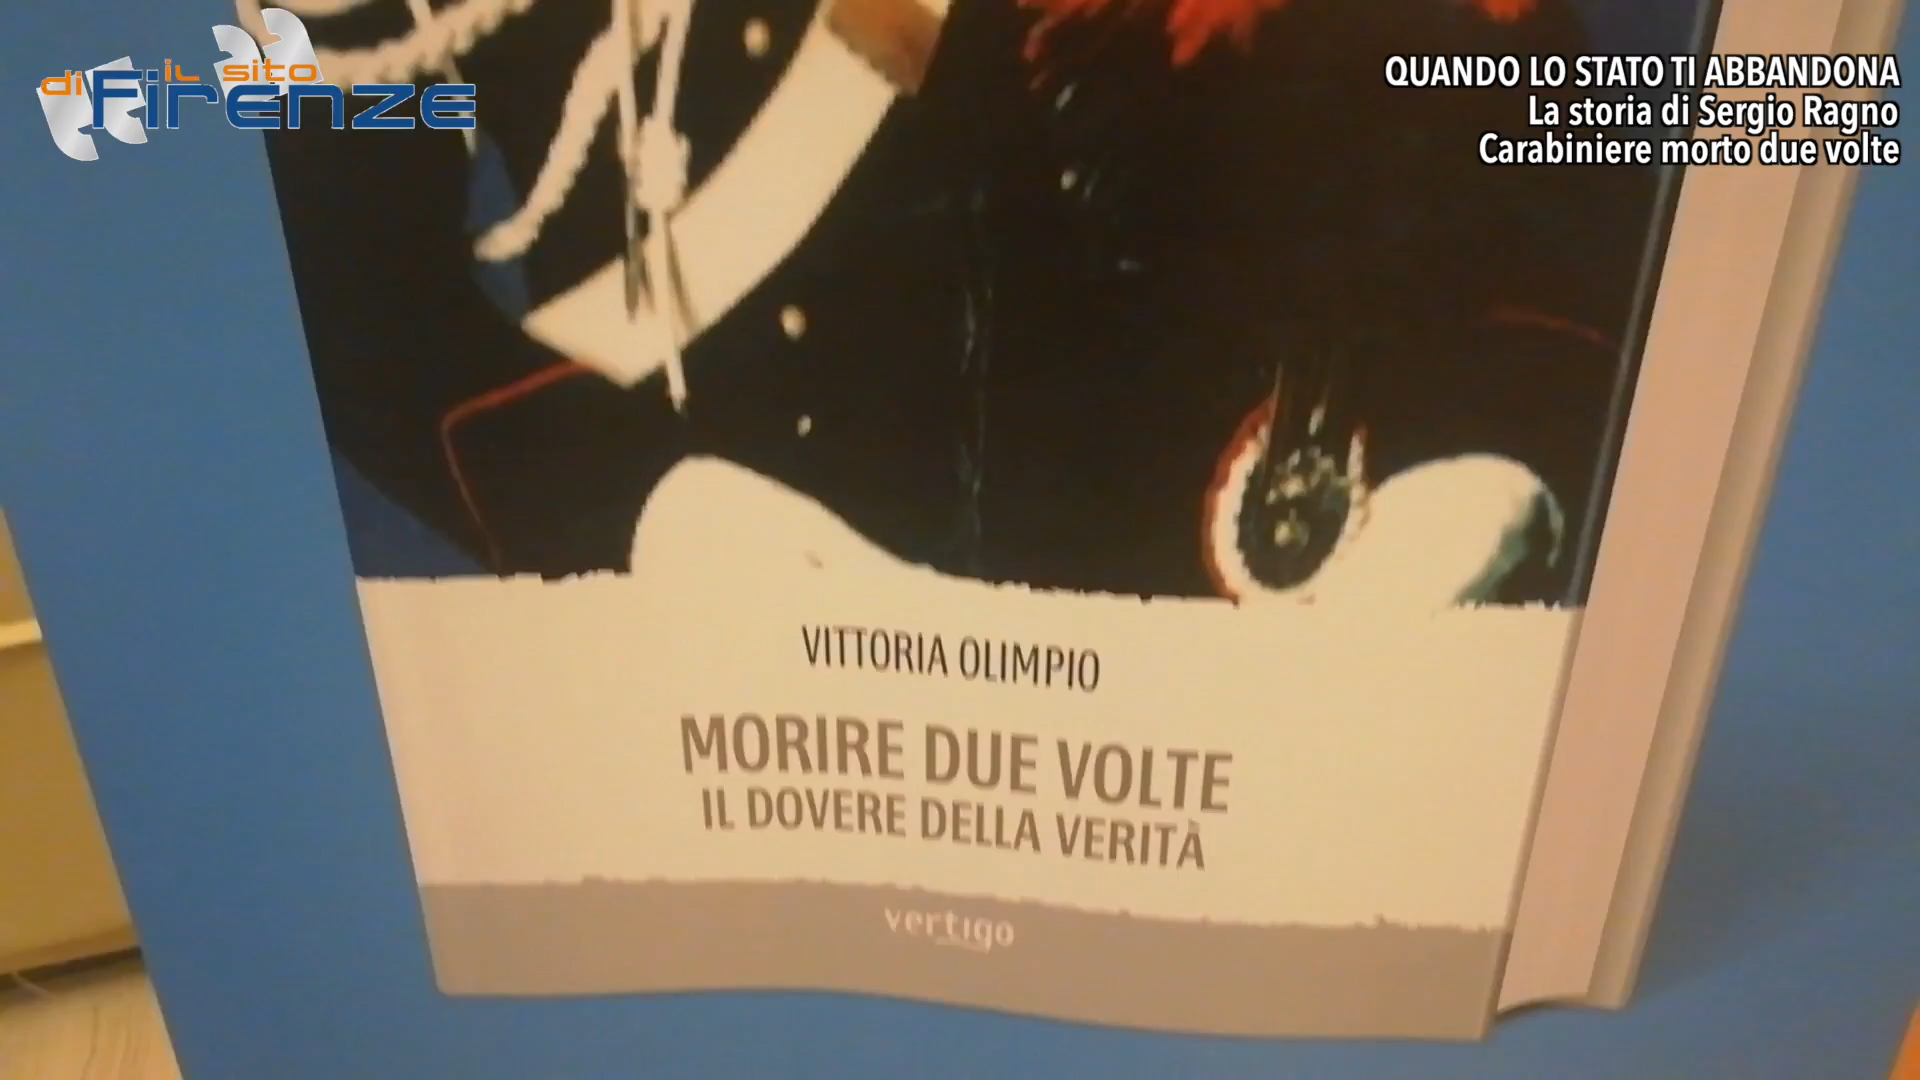 il sito
di Firenze
QUANDO LO STATO TI ABBANDONA
La storia di Sergio Ragno
Carabiniere morto due volte
VITTORIA OLIMPIO
MORIRE DUE VOLTE
IL DOVERE DELLA VERITÀ
vertigo